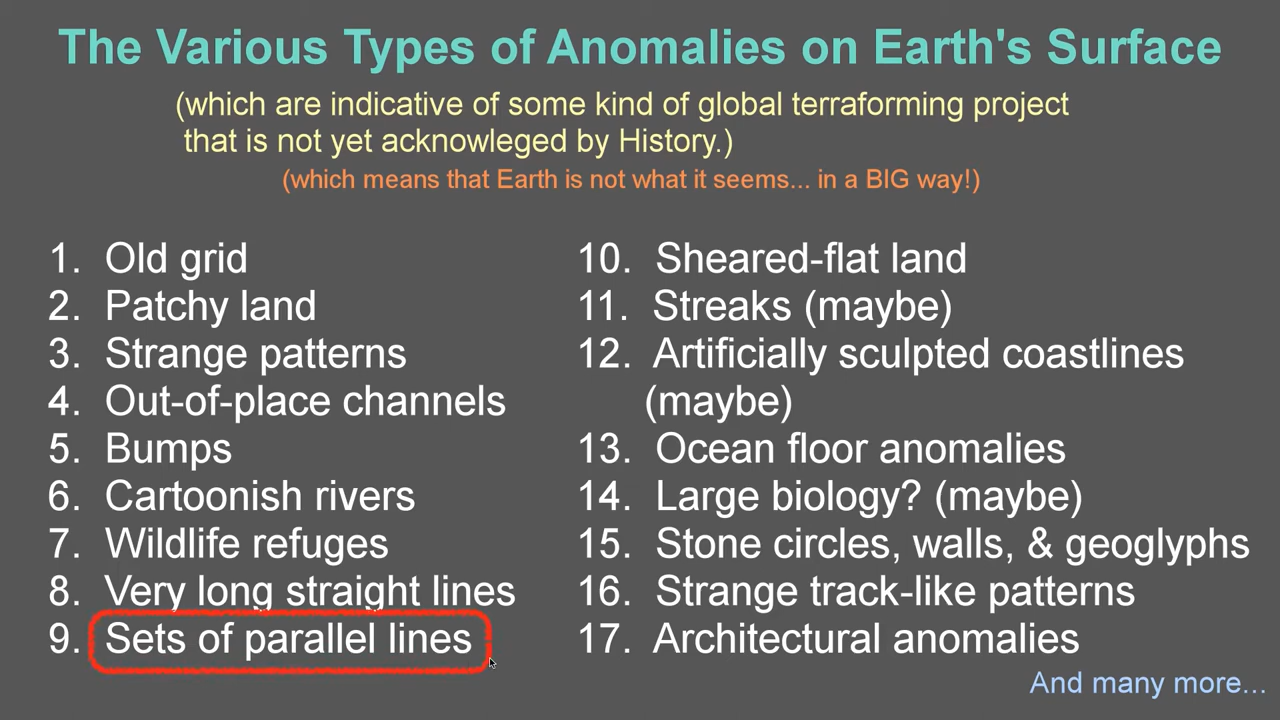 The Various Types of Anomalies on Earth's Surface
(which are indicative of some kind of global terraforming project
that is not yet acknowleged by History.)
(which means that Earth is not what it seems... in a BIG way!)
1. Old grid
2. Patchy land
3. Strange patterns
4. Out-of-place channels
5. Bumps
6. Cartoonish rivers
7. Wildlife refuges
8. Very long straight lines
9. Sets of parallel lines
10. Sheared-flat land
11. Streaks (maybe)
12. Artificially sculpted coastlines
(maybe)
13. Ocean floor anomalies
14. Large biology? (maybe)
15. Stone circles, walls, & geoglyphs
16. Strange track-like patterns
17. Architectural anomalies
And many more...